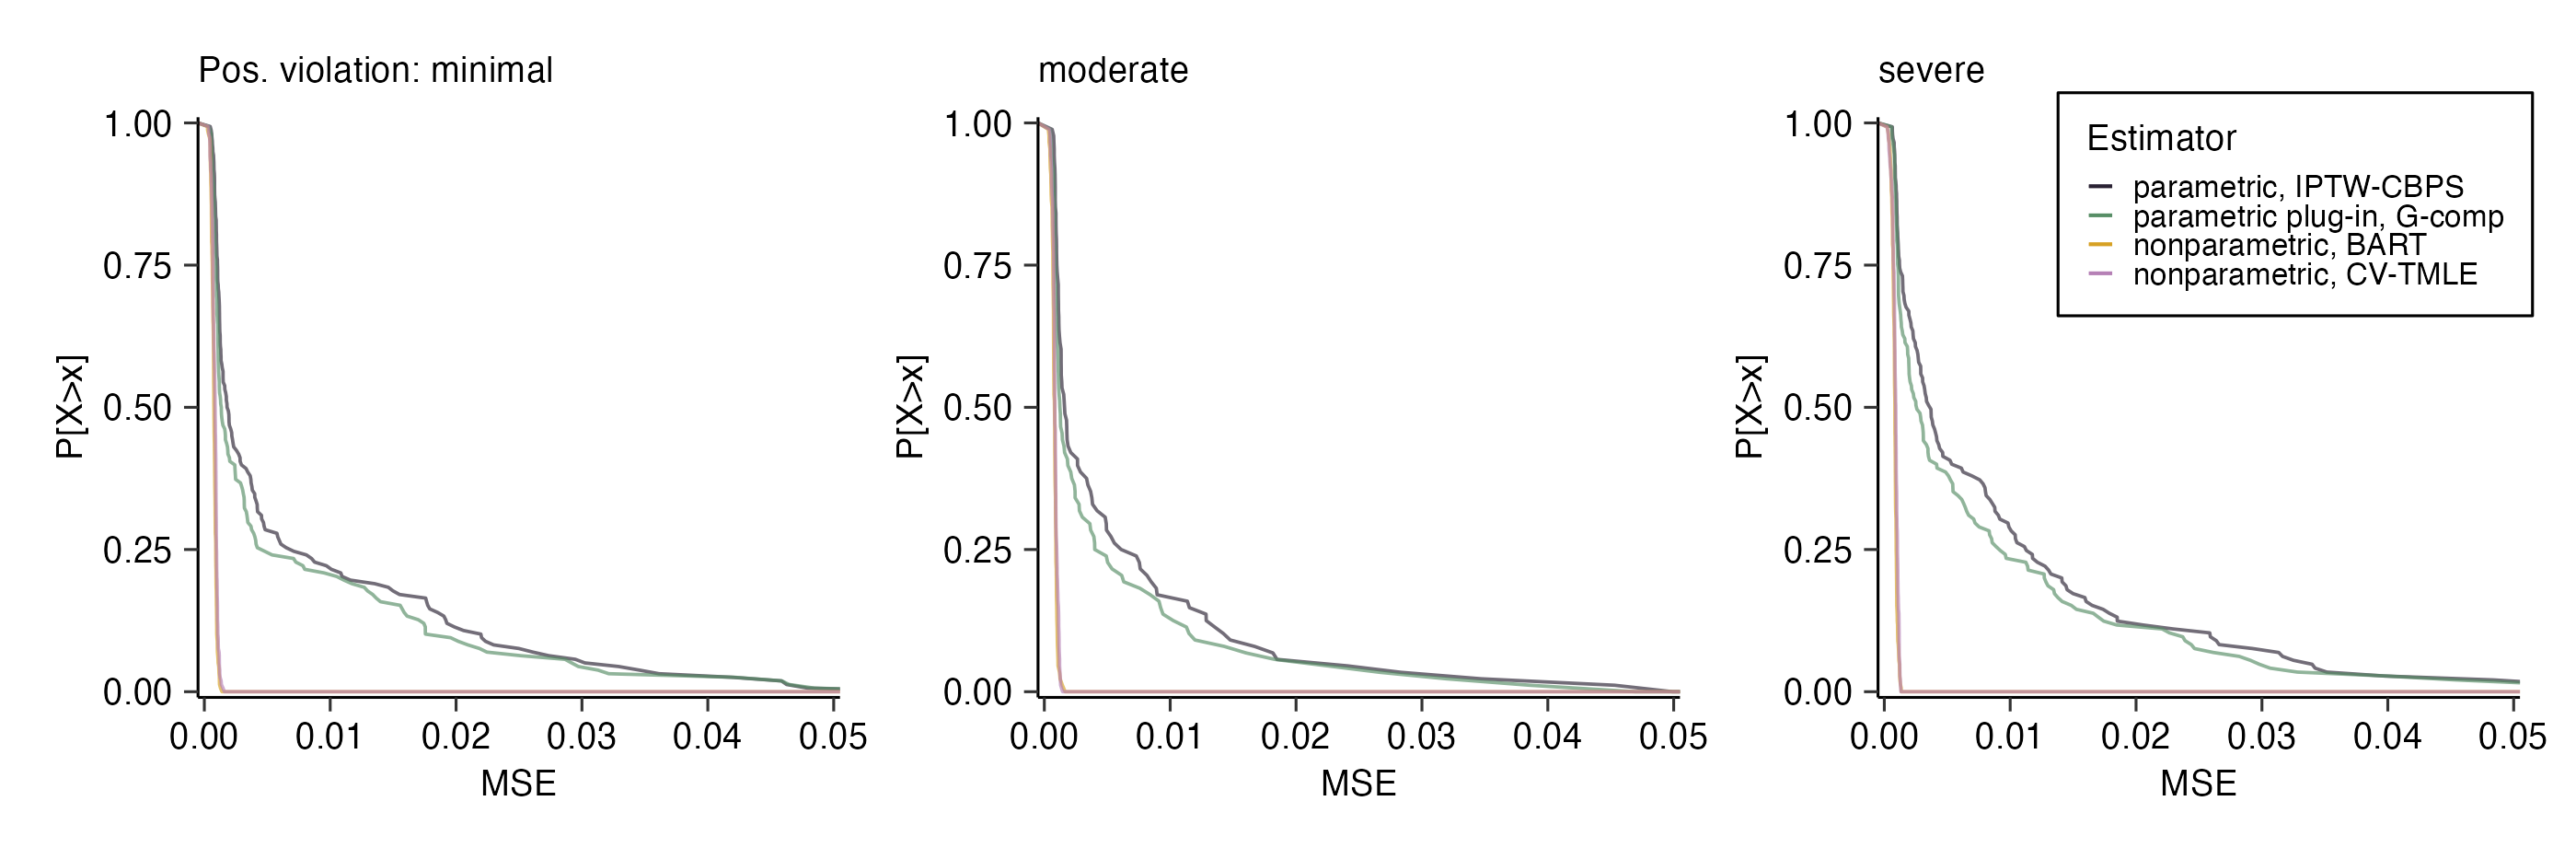 Pos. violation: minimal
1.00
0.75
0.50
0.25
0.00
P[X>x]
0.00 0.01 0.02 0.03 0.04 0.05
MSE
moderate
1.00
0.75
0.50
0.25
0.00
P[X>x]
0.00 0.01 0.02 0.03 0.04 0.05
MSE
severe
1.00
0.75
0.50
0.25
0.00
P[X>x]
0.00 0.01 0.02 0.03 0.04 0.05
MSE
Estimator
parametric, IPTW-CBPS
parametric plug-in, G-comp
nonparametric, BART
nonparametric, CV-TMLE